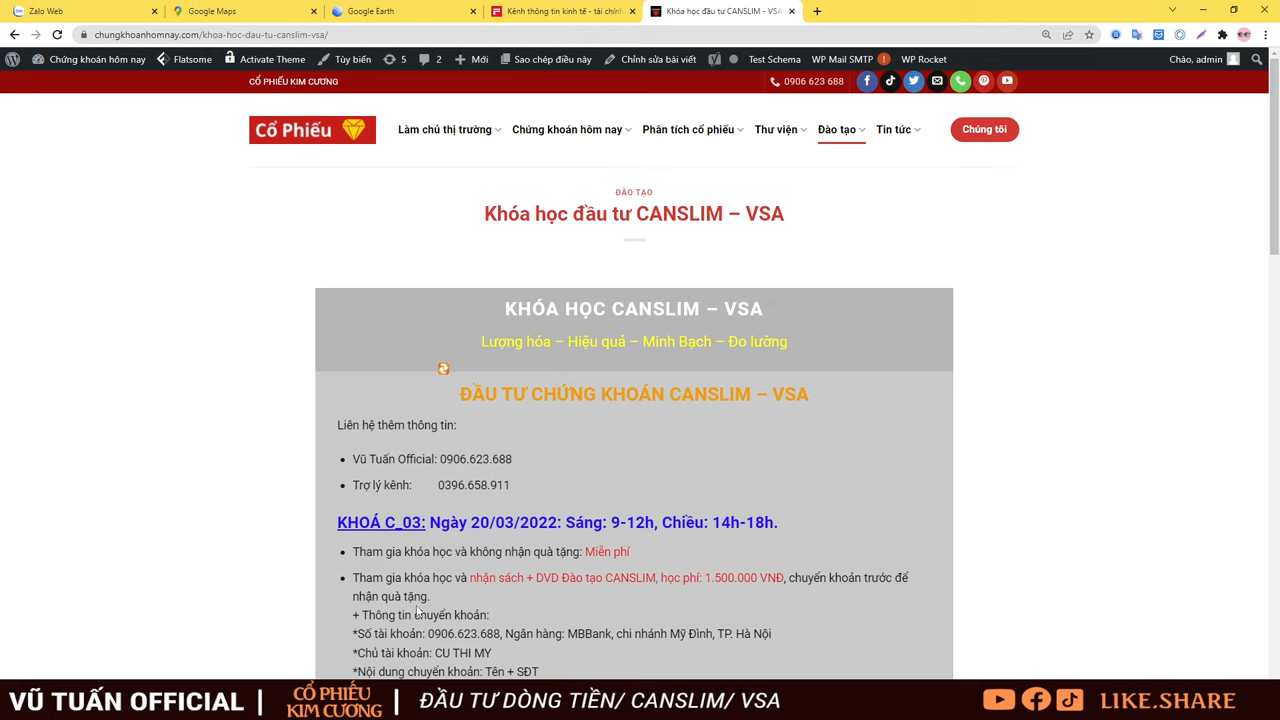 Zalo Web
Google Maps
Google Earth
Kênh thông tin kinh tế - tài chính
Khóa học đầu tư CANSLIM - VSA
chungkhoanhomnay.com/khoa-hoc-dau-tu-canslim-vsa/
Chứng khoán hôm nay
Flatsome
Activate Theme
Tùy biến
5
2
Mới
Sao chép điều này
Chỉnh sửa bài viết
Test Schema
WP Mail SMTP
WP Rocket
Chào, admin
CỔ PHIẾU KIM CƯƠNG
0906 623 688
Cổ Phiếu
Làm chủ thị trường
Chứng khoán hôm nay
Phân tích cổ phiếu
Thư viện
Đào tạo
Tin tức
Chúng tôi
ĐÀO TẠO
Khóa học đầu tư CANSLIM – VSA
KHÓA HỌC CANSLIM – VSA
Lượng hóa – Hiệu quả – Minh Bạch – Đo lường
ĐẦU TƯ CHỨNG KHOÁN CANSLIM – VSA
Liên hệ thêm thông tin:
Vũ Tuấn Official: 0906.623.688
Trợ lý kênh: 0396.658.911
KHOÁ C_03: Ngày 20/03/2022: Sáng: 9-12h, Chiều: 14h-18h.
Tham gia khóa học và không nhận quà tặng: Miễn phí
Tham gia khóa học và nhận sách + DVD Đào tạo CANSLIM, học phí: 1.500.000 VNĐ, chuyển khoản trước để
nhận quà tặng.
+ Thông tin chuyển khoản:
*Số tài khoản: 0906.623.688, Ngân hàng: MBBank, chi nhánh Mỹ Đình, TP. Hà Nội
*Chủ tài khoản: CU THI MY
*Nội dung chuyển khoản: Tên + SĐT
VŨ TUẤN OFFICIAL | CỔ PHIẾU KIM CƯƠNG | ĐẦU TƯ DÒNG TIỀN/ CANSLIM/ VSA LIKE.SHARE